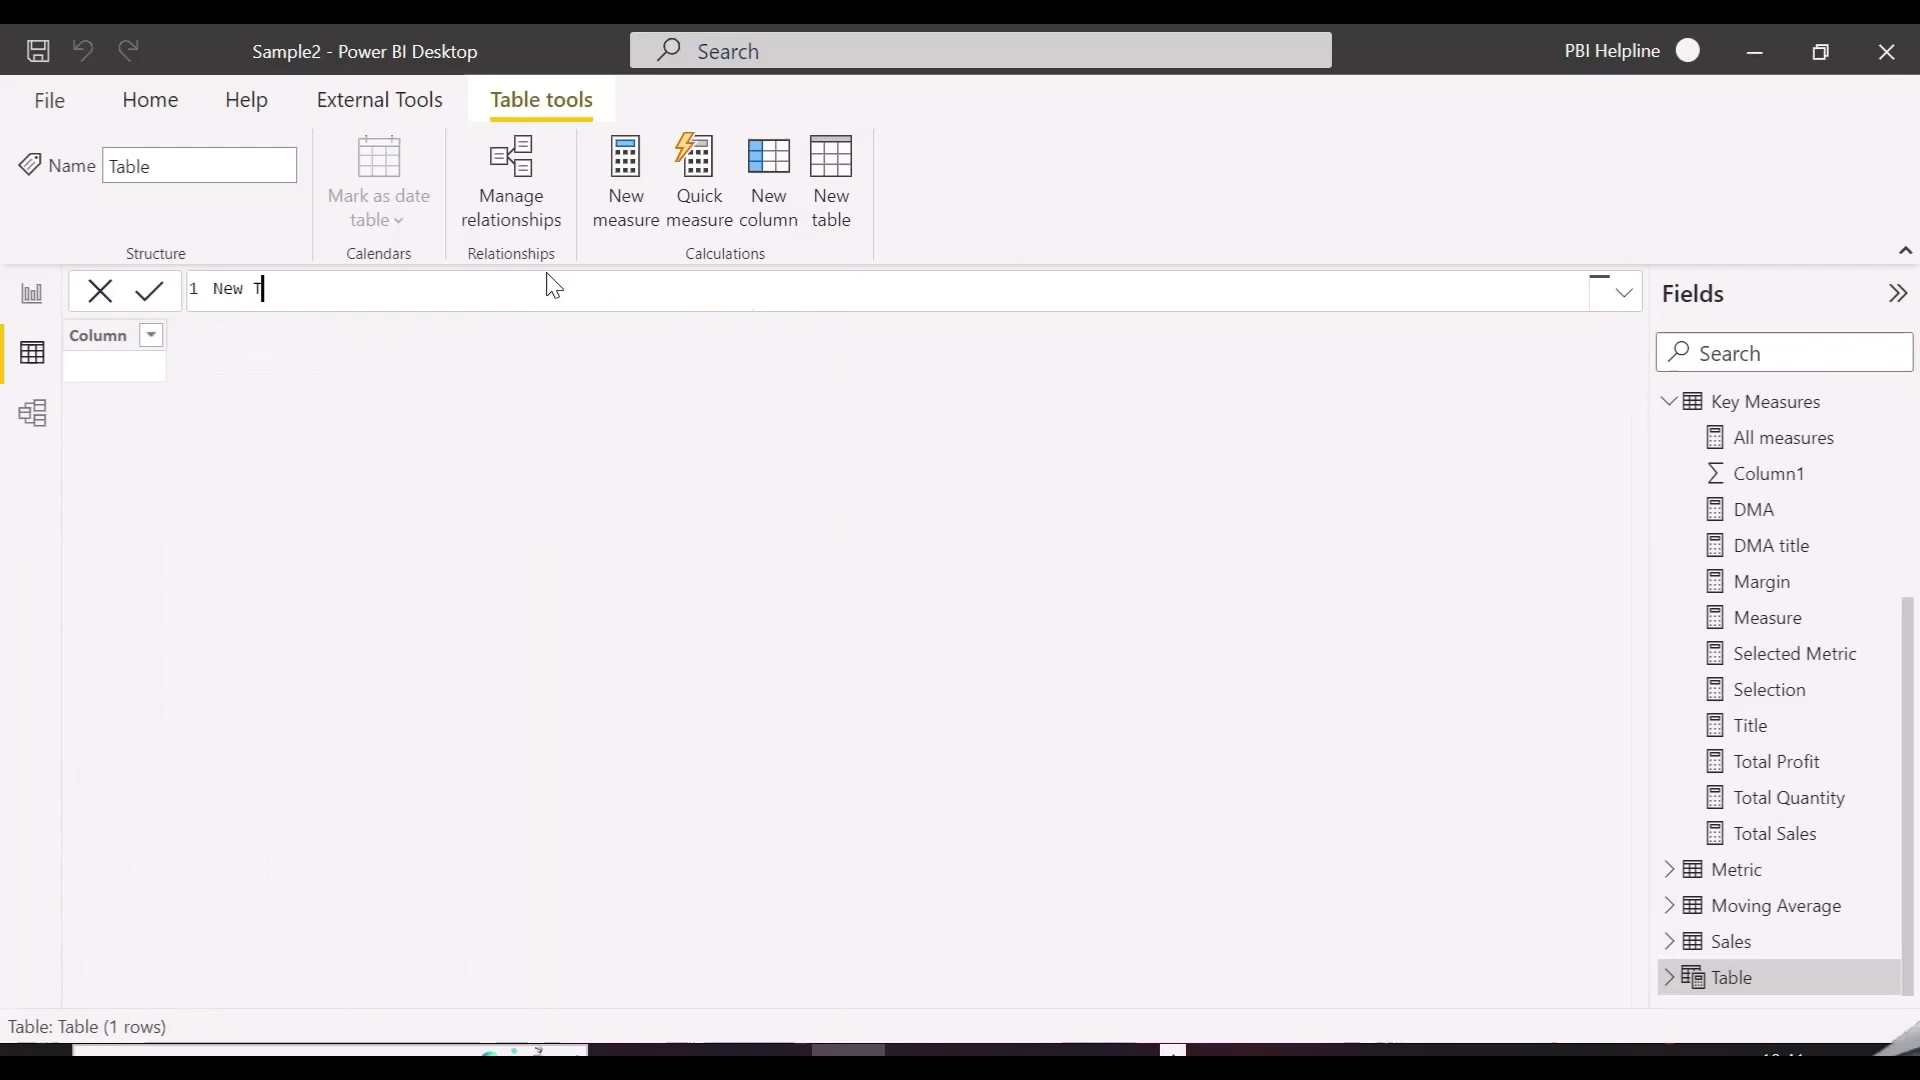 Sample2 - Power BI Desktop
Search
PBI Helpline
File
Home
Help
External Tools
Table tools
Name
Table
Mark as date
table
Manage
relationships
New
measure
Quick
measure
New
column
New
table
Structure
Calendars
Relationships
Calculations
1 New T
Column
Fields
Search
Key Measures
All measures
Column1
DMA
DMA title
Margin
Measure
Selected Metric
Selection
Title
Total Profit
Total Quantity
Total Sales
Metric
Moving Average
Sales
Table
Table: Table (1 rows)